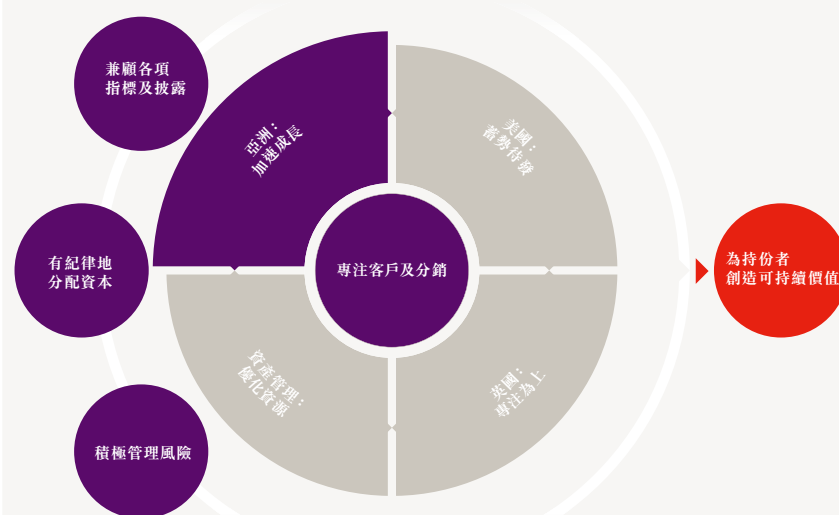 兼顧各項
指標及披露
亞洲：
加速成長
美國：
蓄勢待發
有紀律地
分配資本
專注客戶及分銷
為持份者
創造可持續價值
資產管理：
優化資源
英國：
專注為上
積極管理風險